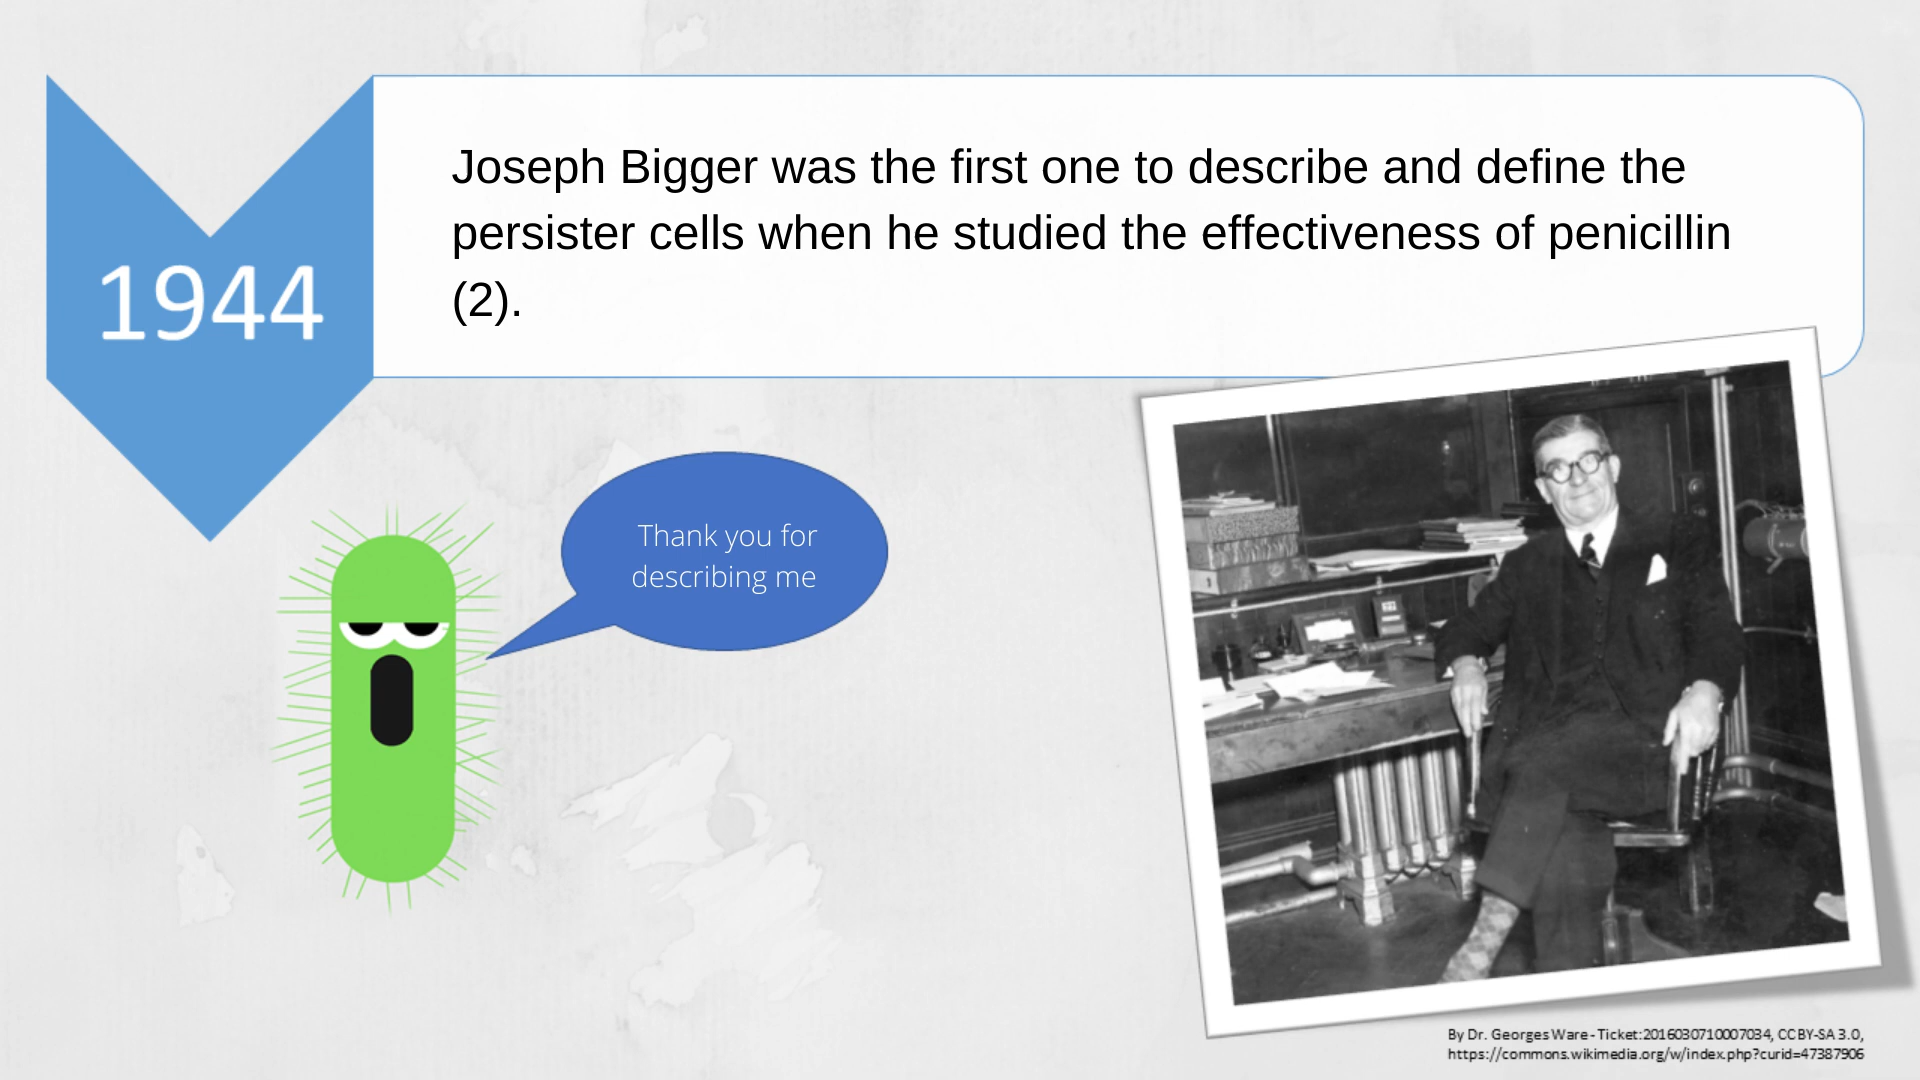 1944
Joseph Bigger was the first one to describe and define the
persister cells when he studied the effectiveness of penicillin
(2).
Thank you for
describing me
By Dr. Georges Ware - Ticket:2016030710007034, CC BY-SA 3.0,
https://commons.wikimedia.org/w/index.php?curid=47387906